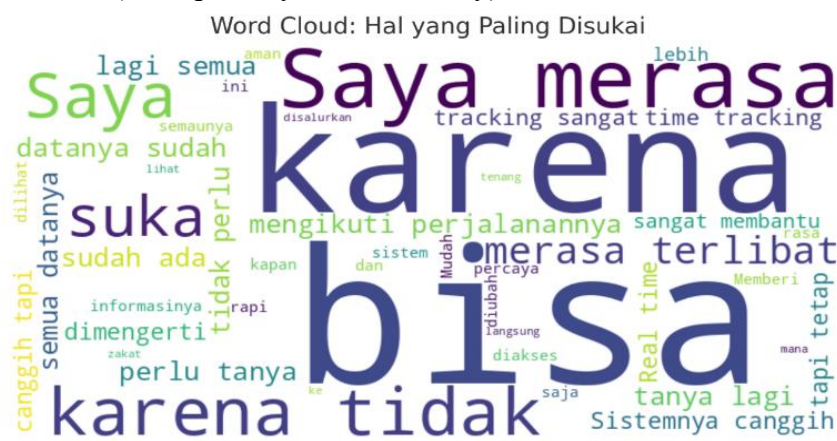 Word Cloud: Hal yang Paling Disukai
aman
lebih
lagi semua
Saya merasa
ini
Saya
disalurkan
tracking sangat
time tracking
semaunya
karena
datanya sudah
lihat
tenang
dilihat
semua datanya
tidak perlu
suka
mengikuti perjalanannya
sangat membantu
rasa
sudah ada
kapan
dan
sistem
Mudah
merasa terlibat
percaya
bisa
diubah
Real time
Memberi
canggih tapi
tapi tetap
informasinya
rapi
dimengerti
langsung
mana
zakat
diakses
perlu tanya
ke
saja
tanya lagi
karena tidak
Sistemnya canggih